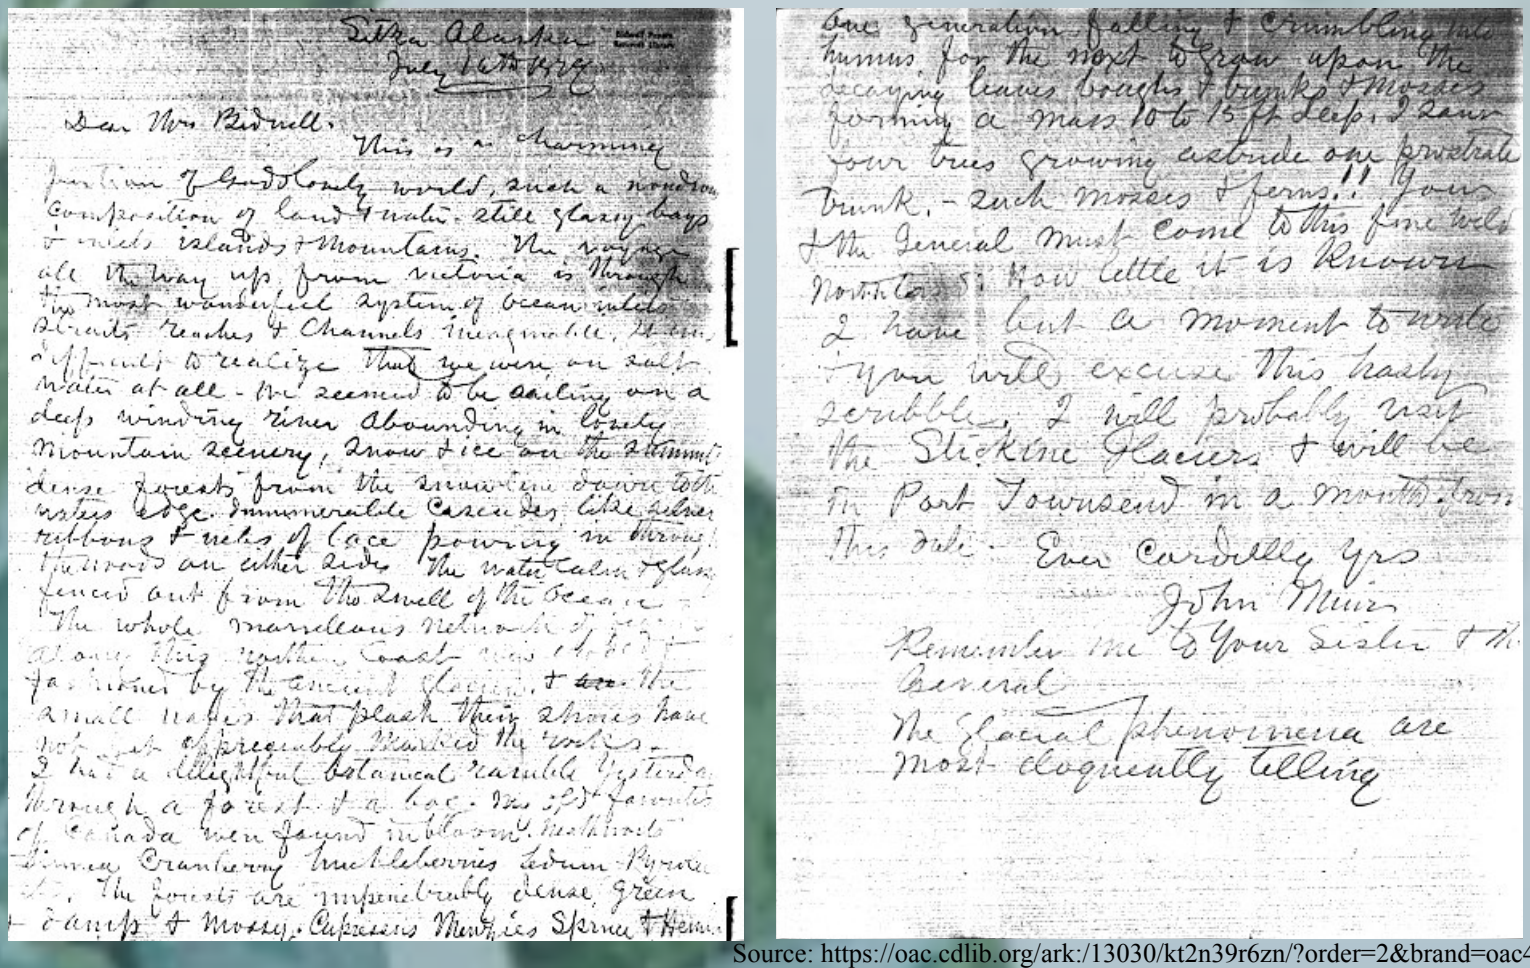 Sitka Alaska
July 10th 1879
Dear Mrs Bidwell.
This is a charming
portion of God's lovely world, such a wondrous
composition of land & water - still glassy bays
& inlets islands & mountains. The voyage
all the way up from Victoria is through
the most wonderful system of ocean inlets
straits reaches & channels imaginable. It was
difficult to realize that we were on salt
water at all - we seemed to be sailing on a
deep winding river abounding in lovely
mountain scenery, snow & ice on the summit
dense forests from the snowline down to the
waters edge. Innumerable Cascades like silver
ribbons & veils of lace pouring in through
the woods on either side. The water calm & glassy
fenced out from the swell of the Ocean -
The whole marvellous network of
along this northern coast was
fashioned by the ancient glaciers, & the
small waves that plash their shores have
not yet appreciably marked the rocks -
I had a delightful botanical ramble yesterday
through a forest & a bog. My old favorites
of Canada were found in bloom. Heathworts
Linnea Cranberry huckleberries Ledum Pyrola
The forests are impenetrably dense, green
& damp & mossy. Cupressus Menzies Spruce & Hem
One generation falling & crumbling into
humus for the next to grow upon the
decaying leaves boughs & trunks & mosses
forming a mass 10 to 15 ft deep. I saw
four trees growing astride one prostrate
trunk. - such mosses & ferns!! You
& the General must come to this fine wild
North. How little it is known
I have but a moment to write
you will excuse this hasty
scribble. I will probably visit
the Stickine Glaciers & will be
in Port Townsend in a month from
this date - Ever Cordially Yrs
John Muir
Remember me to your Sister & th
General
The glacial phenomena are
most eloquently telling
Source: https://oac.cdlib.org/ark:/13030/kt2n39r6zn/?order=2&brand=oac4